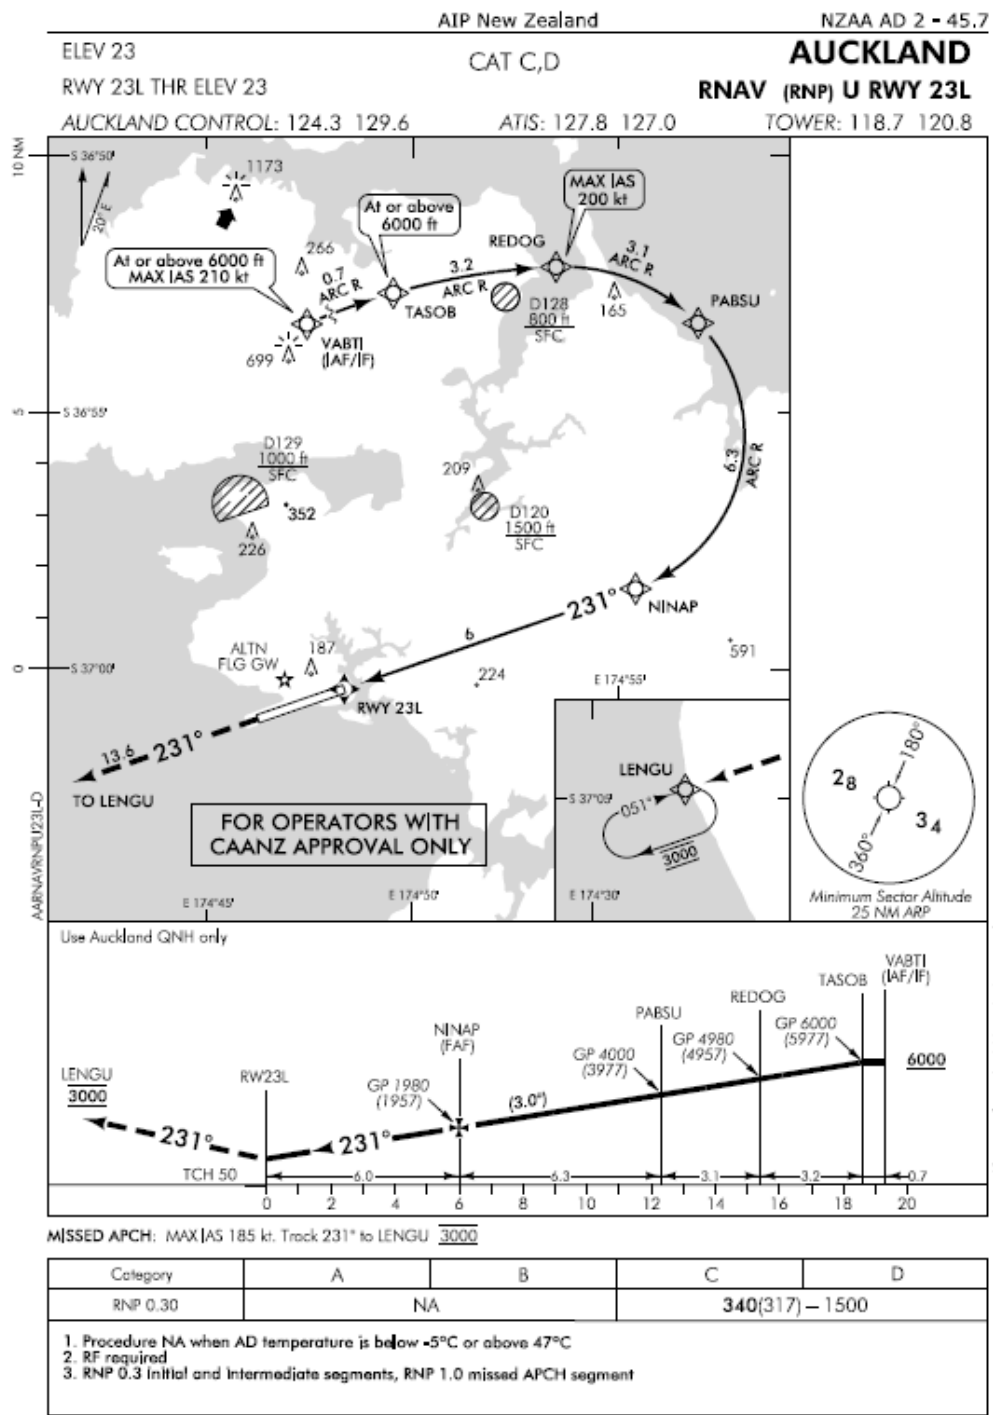 AIP New Zealand
NZAA AD 2 - 45.7
ELEV 23
RWY 23L THR ELEV 23
CAT C,D
AUCKLAND
RNAV (RNP) U RWY 23L
AUCKLAND CONTROL: 124.3 129.6
ATIS: 127.8 127.0
TOWER: 118.7 120.8
10 NM
S 36°50'
20° E
1173
MAX IAS
200 kt
At or above
6000 ft
REDOG
At or above 6000 ft
MAX IAS 210 kt
266
0.7
ARC R
3.2
ARC R
3.1
ARC R
TASOB
D128
800 ft
SFC
165
PABSU
VABTI
(IAF/IF)
699
5
S 36°55'
D129
1000 ft
SFC
352
226
209
D120
1500 ft
SFC
6.3
ARC R
231°
NINAP
6
591
ALTN
FLG GW
187
0
S 37°00'
224
E 174°55'
RWY 23L
13.6
231°
TO LENGU
LENGU
S 37°05'
051°
3000
E 174°30'
FOR OPERATORS WITH
CAANZ APPROVAL ONLY
E 174°45'
E 174°50'
180°
28
34
360°
Minimum Sector Altitude
25 NM ARP
AARNAVRNPU23L-D
Use Auckland QNH only
VABTI
(IAF/IF)
TASOB
REDOG
PABSU
NINAP
(FAF)
GP 6000
(5977)
GP 4980
(4957)
GP 4000
(3977)
GP 1980
(1957)
6000
LENGU
3000
RW23L
(3.0°)
231°
231°
TCH 50
6.0
6.3
3.1
3.2
0.7
0 2 4 6 8 10 12 14 16 18 20
MISSED APCH: MAX IAS 185 kt. Track 231° to LENGU 3000
Category A B C D
RNP 0.30 NA 340(317) – 1500
1. Procedure NA when AD temperature is below -5°C or above 47°C
2. RF required
3. RNP 0.3 initial and intermediate segments, RNP 1.0 missed APCH segment